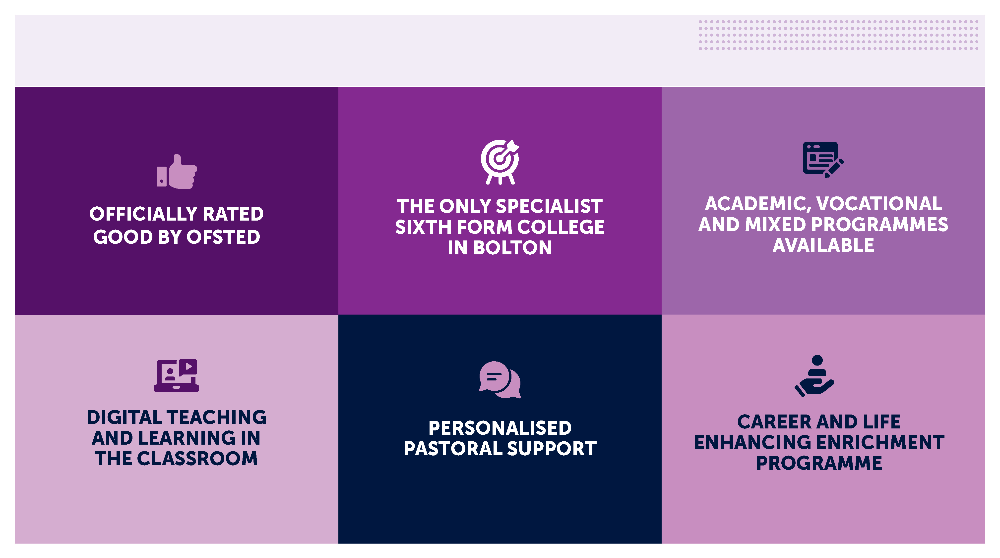 OFFICIALLY RATED
GOOD BY OFSTED
THE ONLY SPECIALIST
SIXTH FORM COLLEGE
IN BOLTON
ACADEMIC, VOCATIONAL
AND MIXED PROGRAMMES
AVAILABLE
DIGITAL TEACHING
AND LEARNING IN
THE CLASSROOM
PERSONALISED
PASTORAL SUPPORT
CAREER AND LIFE
ENHANCING ENRICHMENT
PROGRAMME